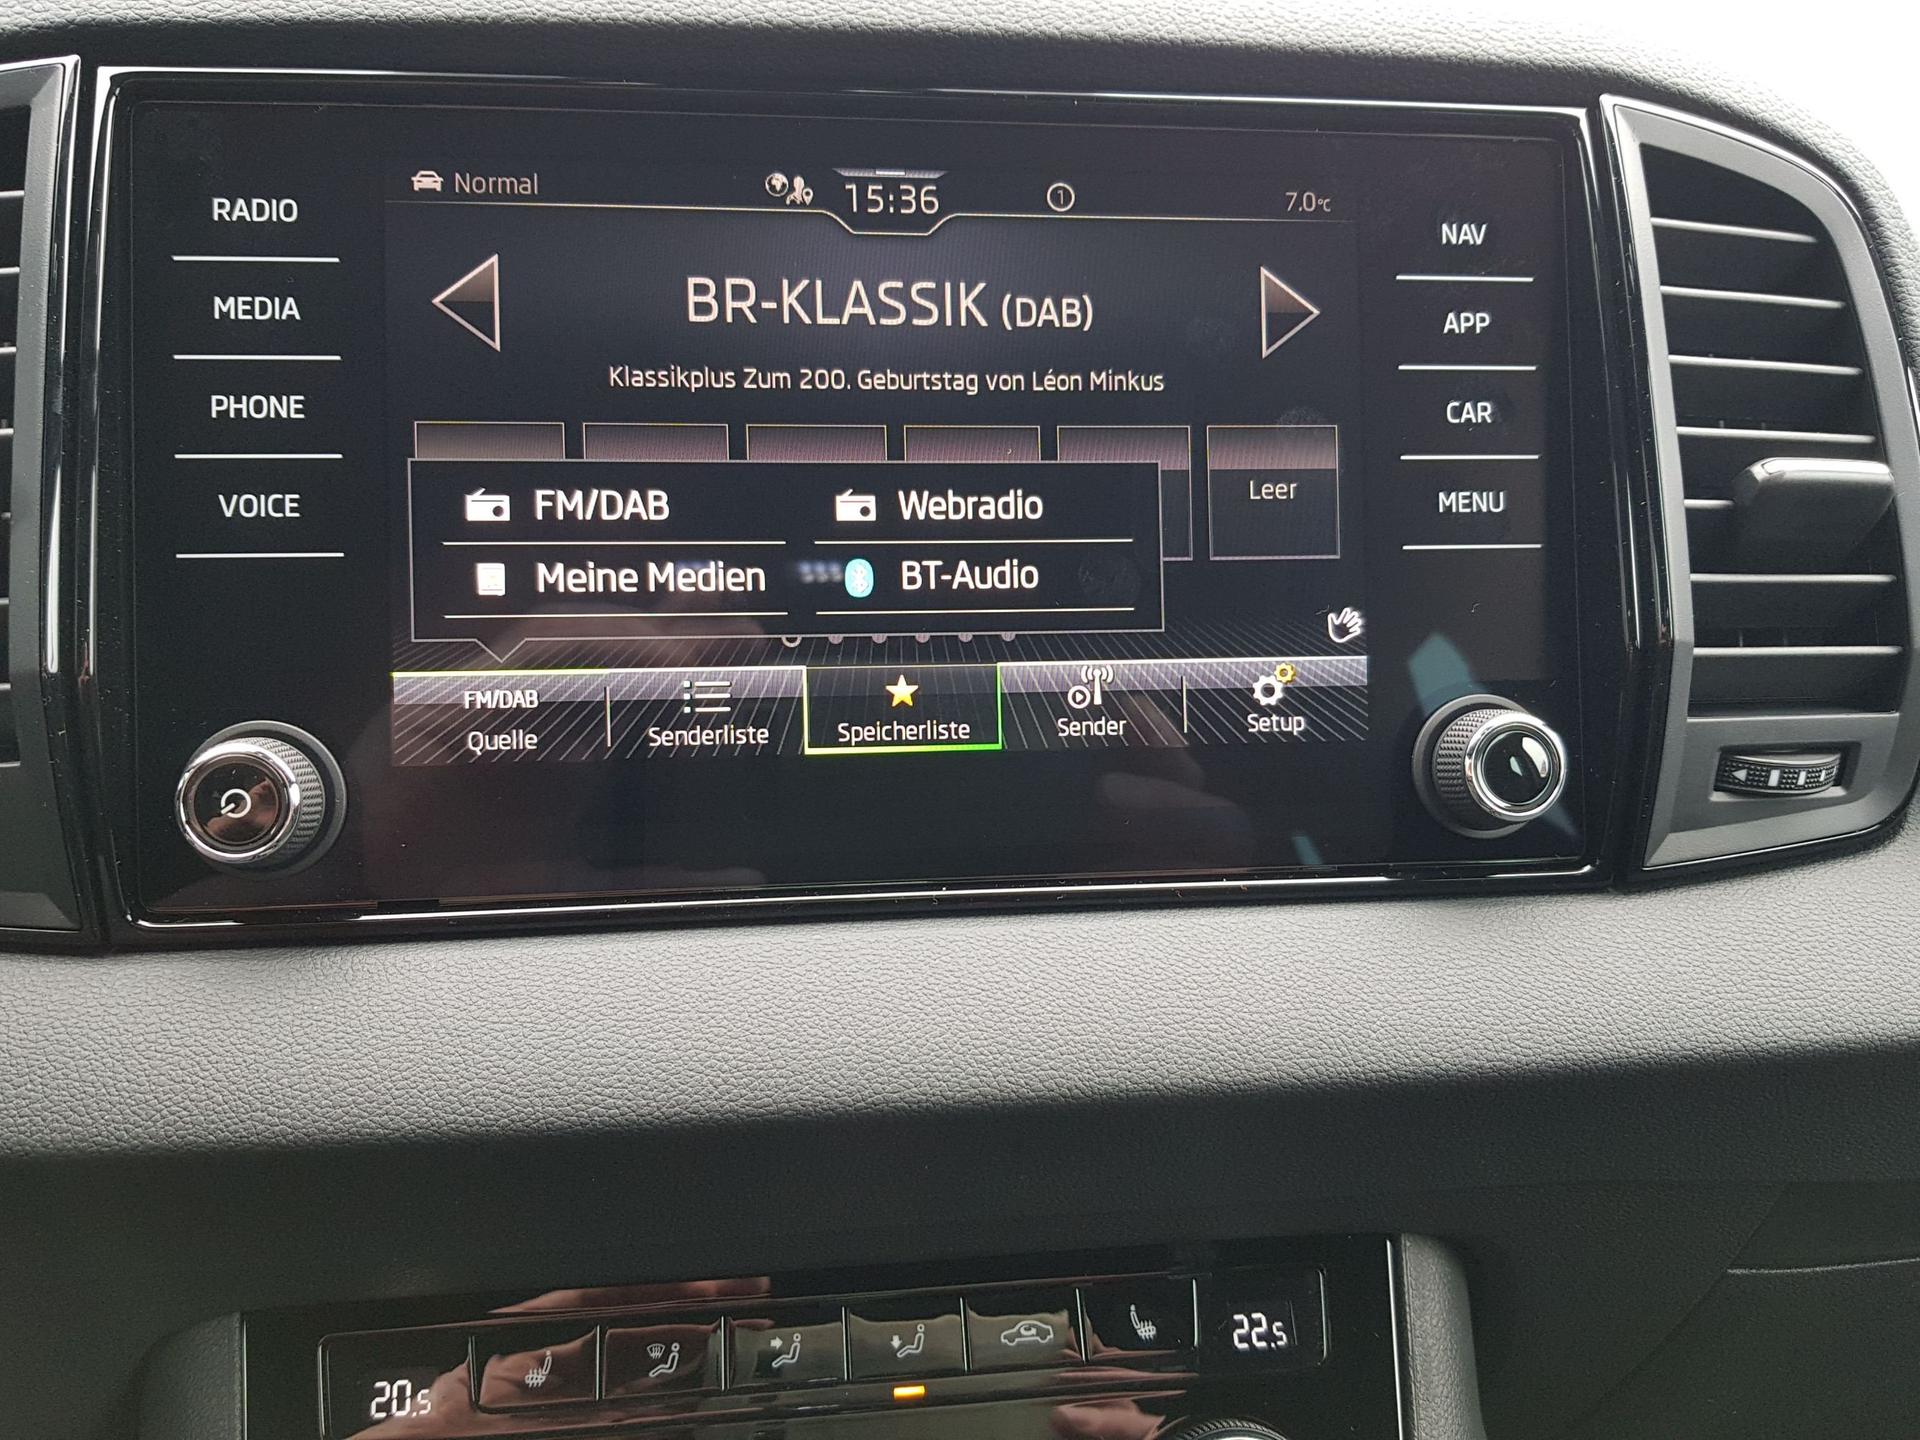 RADIO
MEDIA
PHONE
VOICE
Normal
15:36
1
7.0°C
BR-KLASSIK (DAB)
Klassikplus Zum 200. Geburtstag von Léon Minkus
Leer
FM/DAB
Webradio
Meine Medien
BT-Audio
FM/DAB
Quelle
Senderliste
Speicherliste
Sender
Setup
NAV
APP
CAR
MENU
20.5
22.5